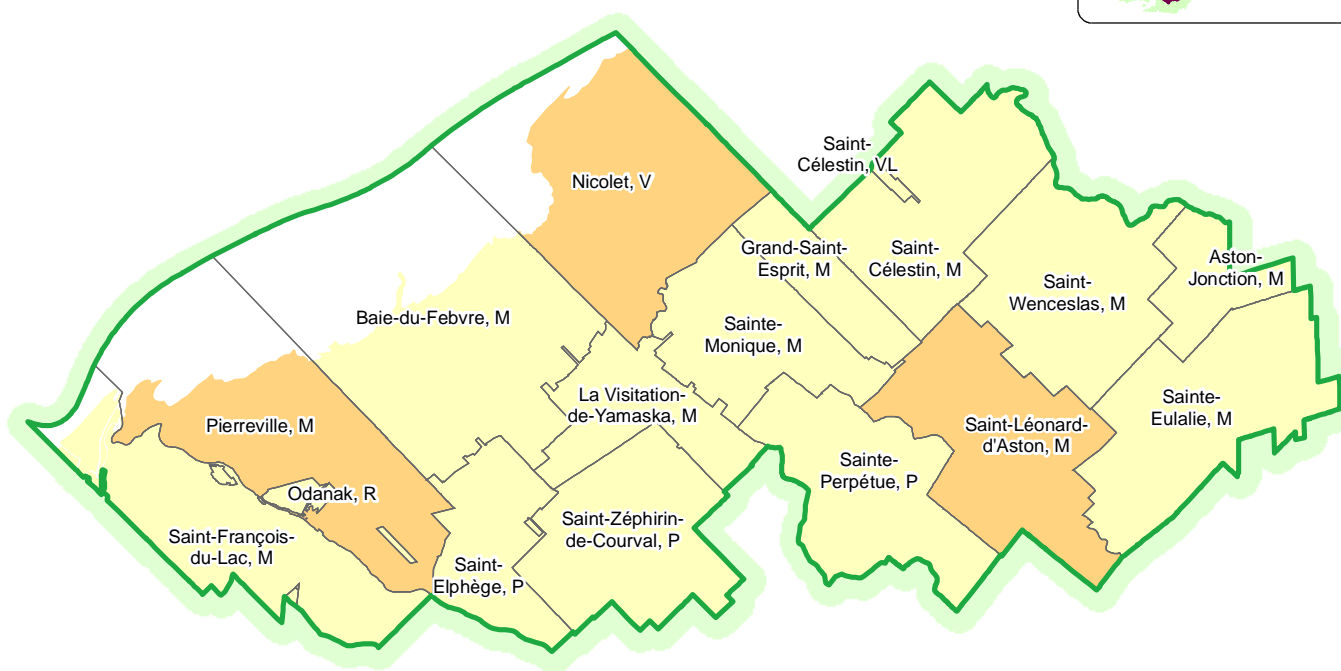 Saint-
Célestin, VL
Nicolet, V
Grand-Saint-
Esprit, M
Saint-
Célestin, M
Aston-
Jonction, M
Saint-
Wenceslas, M
Baie-du-Febvre, M
Sainte-
Monique, M
La Visitation-
de-Yamaska, M
Sainte-
Eulalie, M
Pierreville, M
Saint-Léonard-
d'Aston, M
Sainte-
Perpétue, P
Odanak, R
Saint-Zéphirin-
de-Courval, P
Saint-François-
du-Lac, M
Saint-
Elphège, P